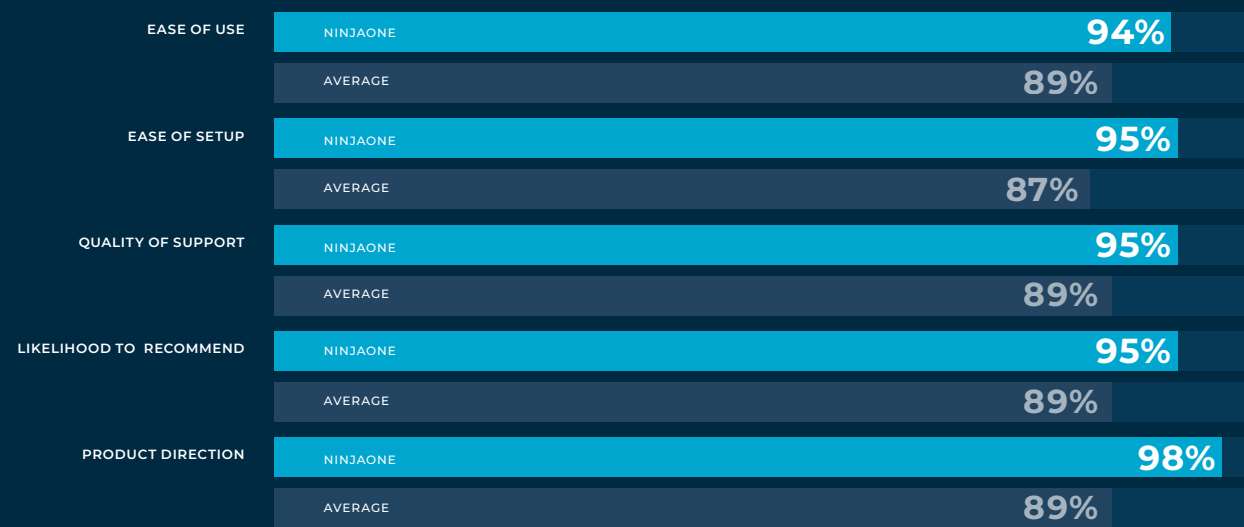 EASE OF USE
NINJAONE
94%
AVERAGE
89%
EASE OF SETUP
NINJAONE
95%
AVERAGE
87%
QUALITY OF SUPPORT
NINJAONE
95%
AVERAGE
89%
LIKELIHOOD TO RECOMMEND
NINJAONE
95%
AVERAGE
89%
PRODUCT DIRECTION
NINJAONE
98%
AVERAGE
89%